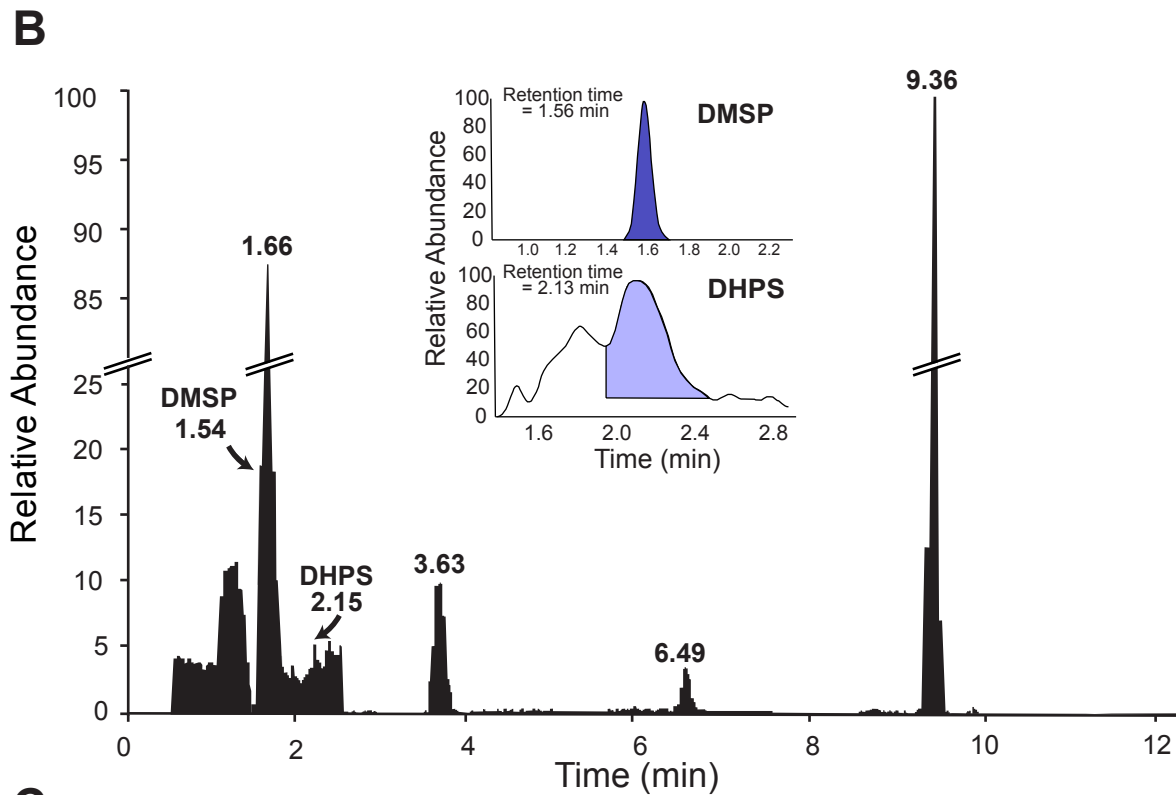 B
Relative Abundance
100
95
90
85
25
20
15
10
5
0
1.66
DMSP
1.54
DHPS
2.15
3.63
6.49
9.36
0 2 4 6 8 10 12
Time (min)
Relative Abundance
100
80
60
40
20
0
Retention time
= 1.56 min
DMSP
1.0 1.2 1.4 1.6 1.8 2.0 2.2
100
80
60
40
20
0
Retention time
= 2.13 min
DHPS
1.6 2.0 2.4 2.8
Time (min)